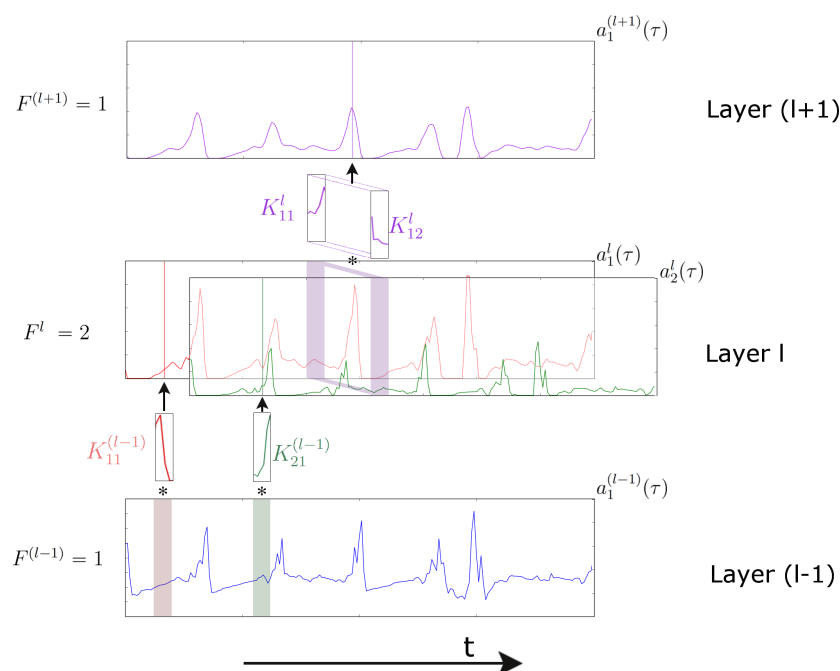 a_1^{(l+1)}(τ)
F^{(l+1)} = 1
Layer (l+1)
K_{11}^l
K_{12}^l
*
a_1^l(τ)
a_2^l(τ)
F^l = 2
Layer l
K_{11}^{(l-1)}
K_{21}^{(l-1)}
* *
a_1^{(l-1)}(τ)
F^{(l-1)} = 1
Layer (l-1)
t